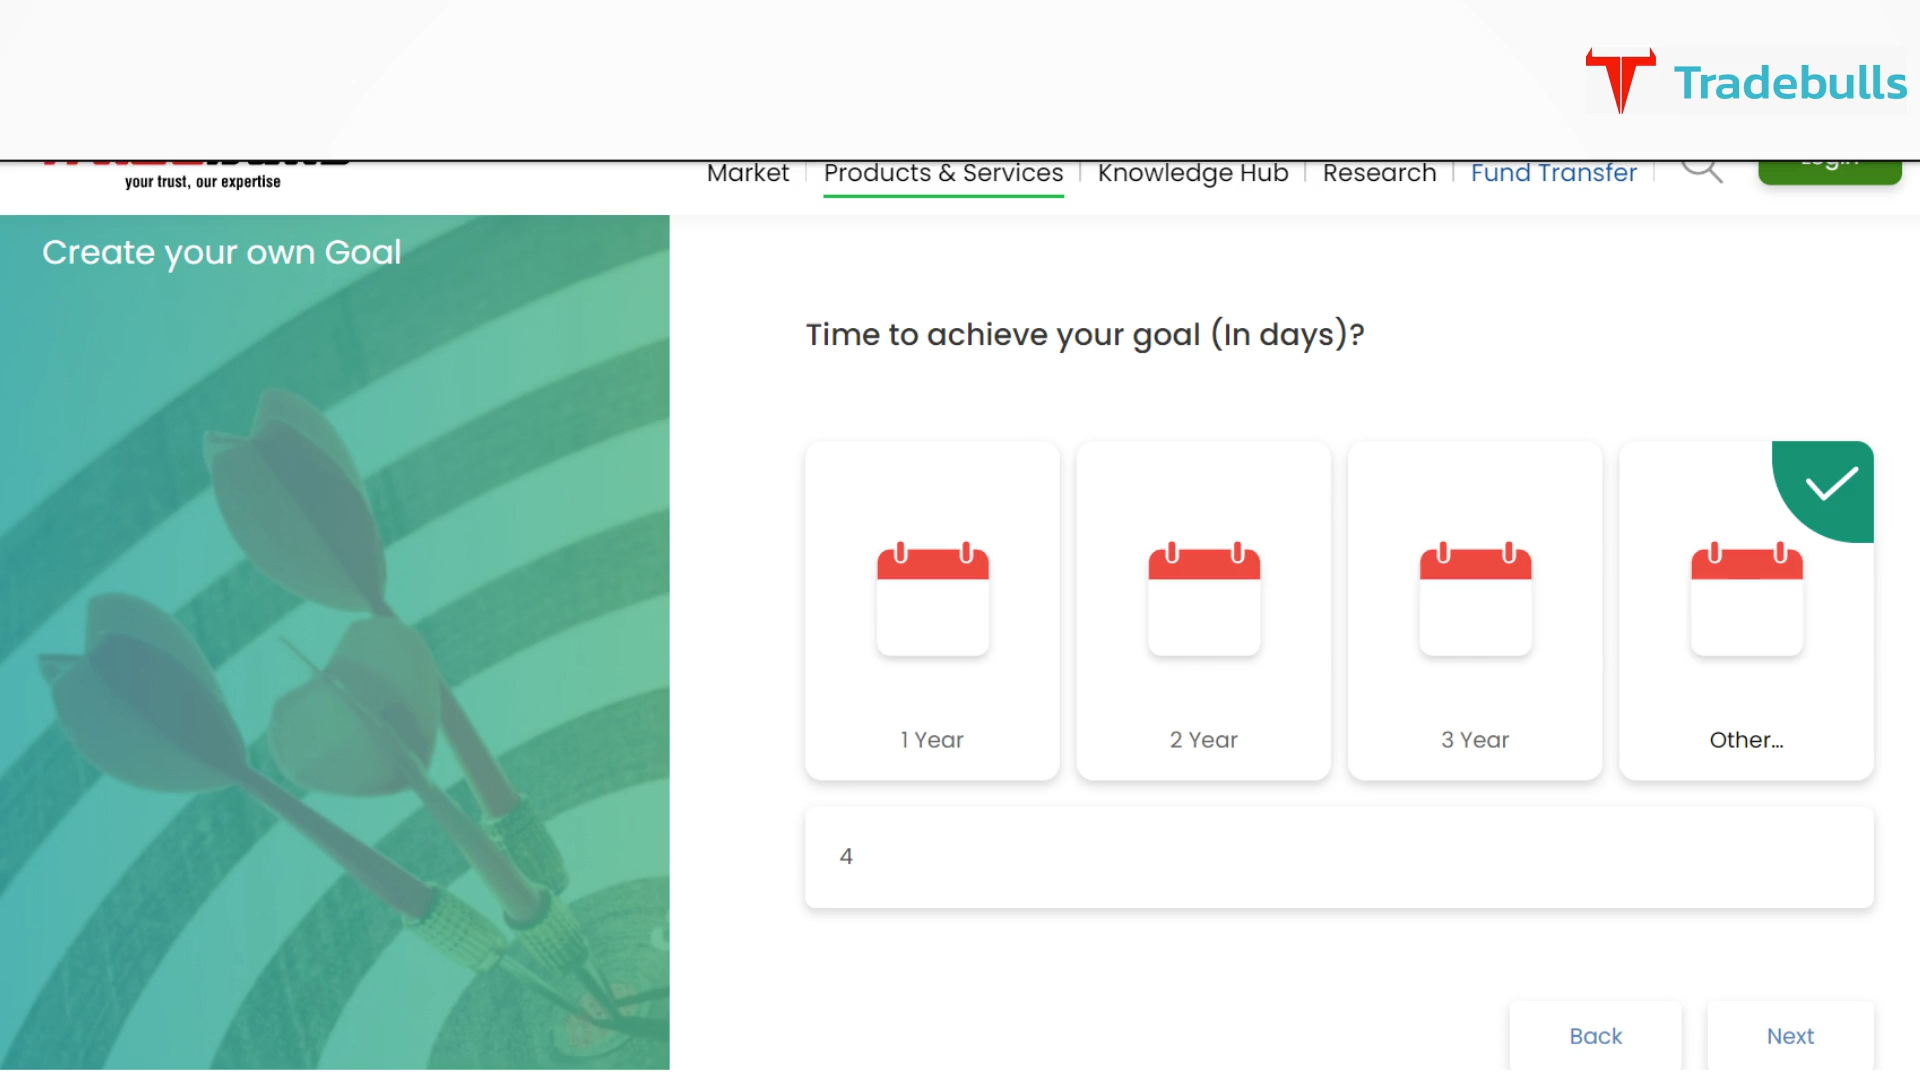 Tradebulls
your trust, our expertise
Market
Products & Services
Knowledge Hub
Research
Fund Transfer
Create your own Goal
Time to achieve your goal (In days)?
1 Year
2 Year
3 Year
Other...
4
Back
Next